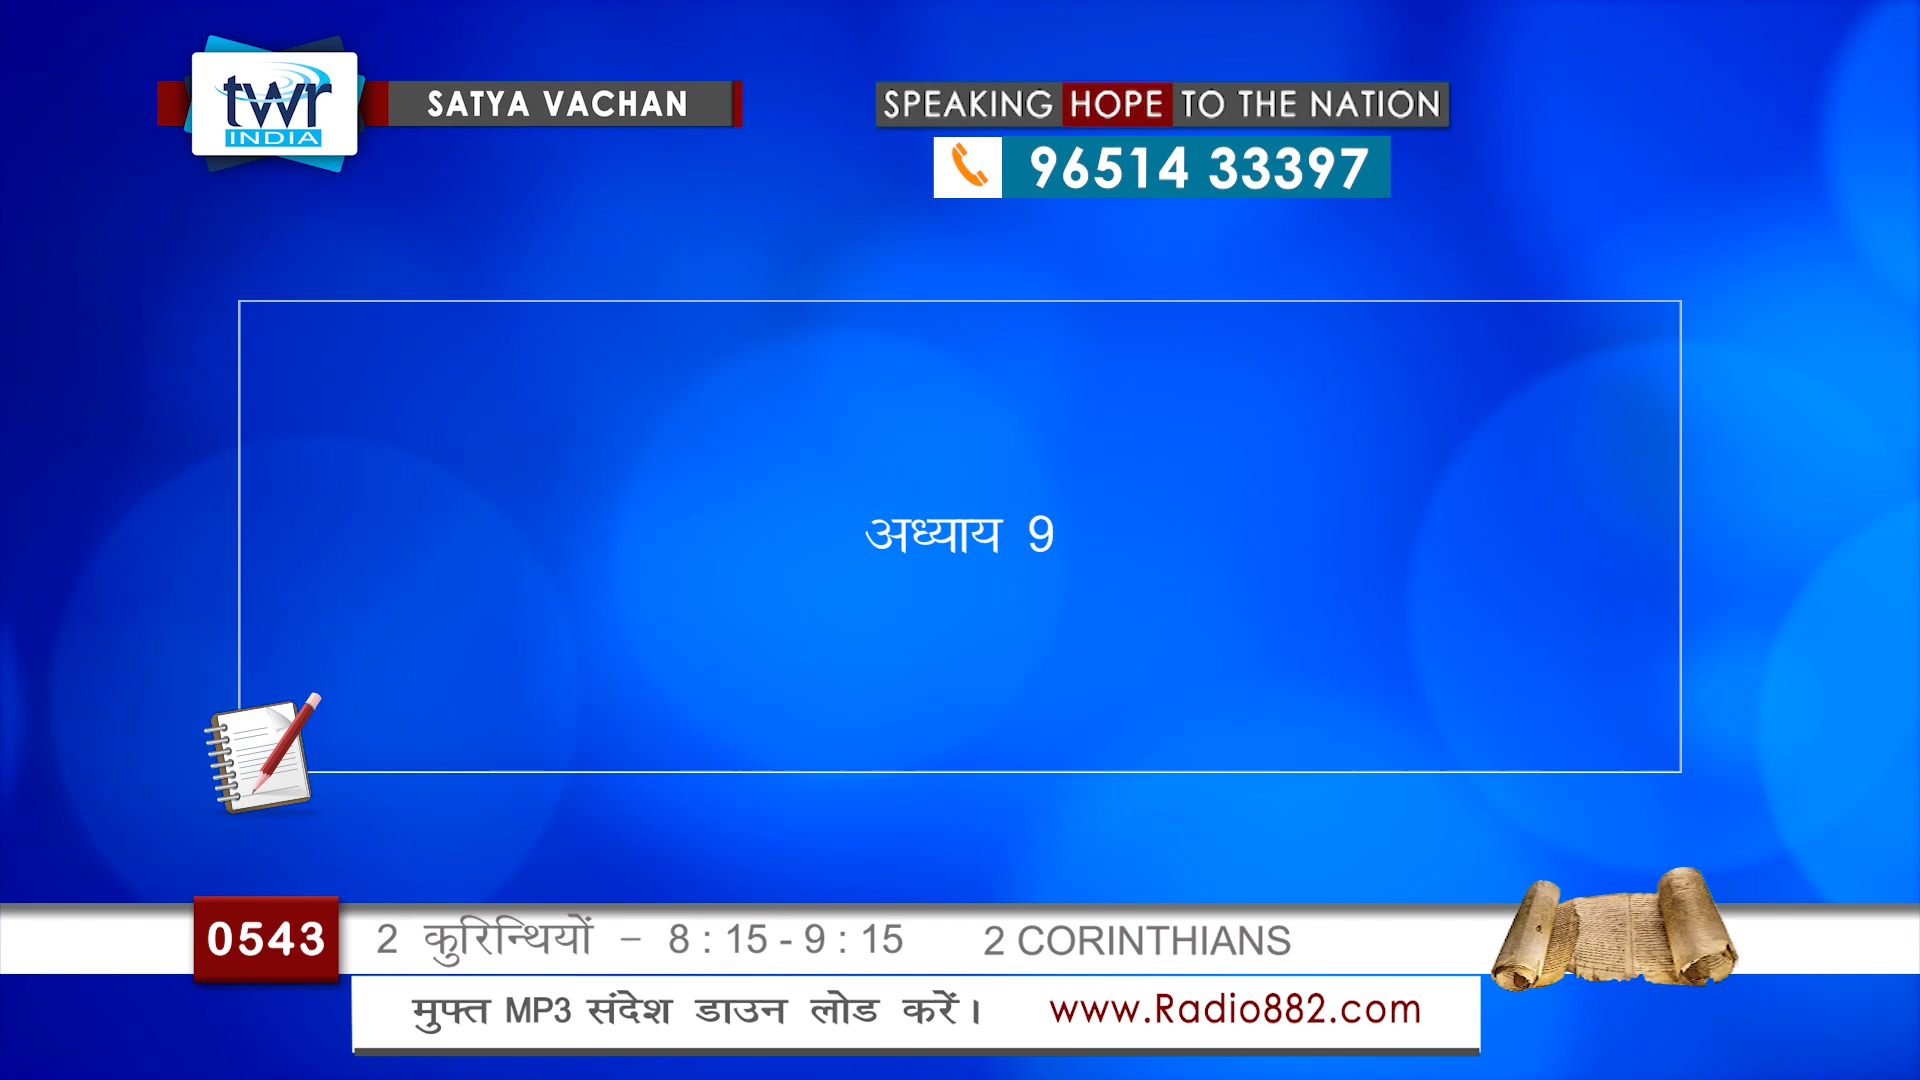 twr
INDIA
SATYA VACHAN
SPEAKING HOPE TO THE NATION
96514 33397
अध्याय 9
0543
2 कुरिन्थियों – 8 : 15 - 9 : 15 2 CORINTHIANS
मुफ्त MP3 संदेश डाउन लोड करें। www.Radio882.com